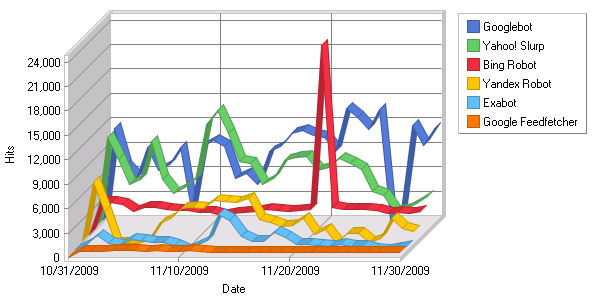 Hits
24,000
21,000
18,000
15,000
12,000
9,000
6,000
3,000
0
10/31/2009 11/10/2009 11/20/2009 11/30/2009
Date
Googlebot
Yahoo! Slurp
Bing Robot
Yandex Robot
Exabot
Google Feedfetcher